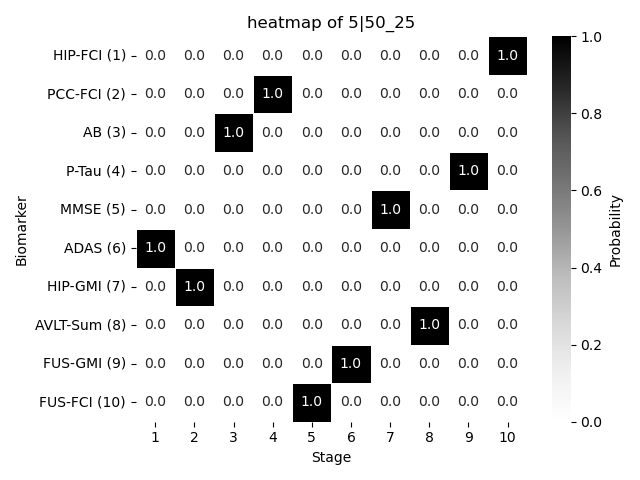 heatmap of 5|50_25
HIP-FCI (1) 0.0 0.0 0.0 0.0 0.0 0.0 0.0 0.0 0.0 1.0
PCC-FCI (2) 0.0 0.0 0.0 1.0 0.0 0.0 0.0 0.0 0.0 0.0
AB (3) 0.0 0.0 1.0 0.0 0.0 0.0 0.0 0.0 0.0 0.0
P-Tau (4) 0.0 0.0 0.0 0.0 0.0 0.0 0.0 0.0 1.0 0.0
MMSE (5) 0.0 0.0 0.0 0.0 0.0 0.0 1.0 0.0 0.0 0.0
ADAS (6) 1.0 0.0 0.0 0.0 0.0 0.0 0.0 0.0 0.0 0.0
HIP-GMI (7) 0.0 1.0 0.0 0.0 0.0 0.0 0.0 0.0 0.0 0.0
AVLT-Sum (8) 0.0 0.0 0.0 0.0 0.0 0.0 0.0 1.0 0.0 0.0
FUS-GMI (9) 0.0 0.0 0.0 0.0 0.0 1.0 0.0 0.0 0.0 0.0
FUS-FCI (10) 0.0 0.0 0.0 0.0 1.0 0.0 0.0 0.0 0.0 0.0
1 2 3 4 5 6 7 8 9 10
Stage
Biomarker
1.0
0.8
0.6
0.4
0.2
0.0
Probability